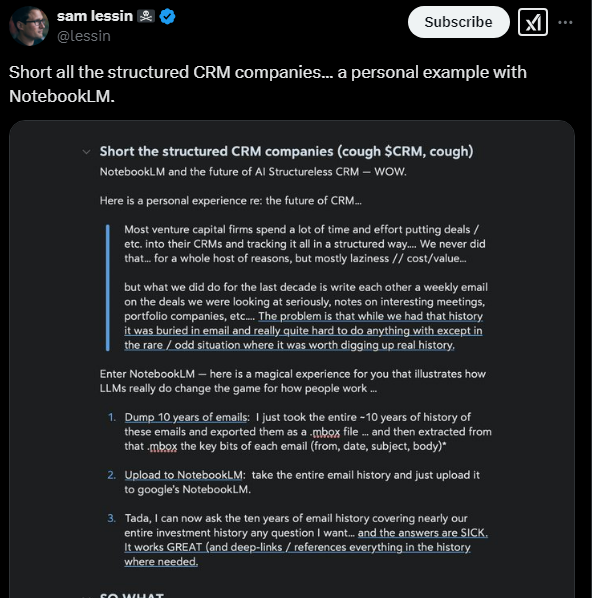 sam lessin
@lessin
Subscribe
Short all the structured CRM companies... a personal example with
NotebookLM.
Short the structured CRM companies (cough $CRM, cough)
NotebookLM and the future of AI Structureless CRM — WOW.
Here is a personal experience re: the future of CRM...
Most venture capital firms spend a lot of time and effort putting deals /
etc. into their CRMs and tracking it all in a structured way.... We never did
that... for a whole host of reasons, but mostly laziness // cost/value...
but what we did do for the last decade is write each other a weekly email
on the deals we were looking at seriously, notes on interesting meetings,
portfolio companies, etc.... The problem is that while we had that history
it was buried in email and really quite hard to do anything with except in
the rare / odd situation where it was worth digging up real history.
Enter NotebookLM — here is a magical experience for you that illustrates how
LLMs really do change the game for how people work ...
1. Dump 10 years of emails: I just took the entire ~10 years of history of
these emails and exported them as a .mbox file ... and then extracted from
that .mbox the key bits of each email (from, date, subject, body)*
2. Upload to NotebookLM: take the entire email history and just upload it
to google's NotebookLM.
3. Tada, I can now ask the ten years of email history covering nearly our
entire investment history any question I want... and the answers are SICK.
It works GREAT (and deep-links / references everything in the history
where needed.
SO WHAT